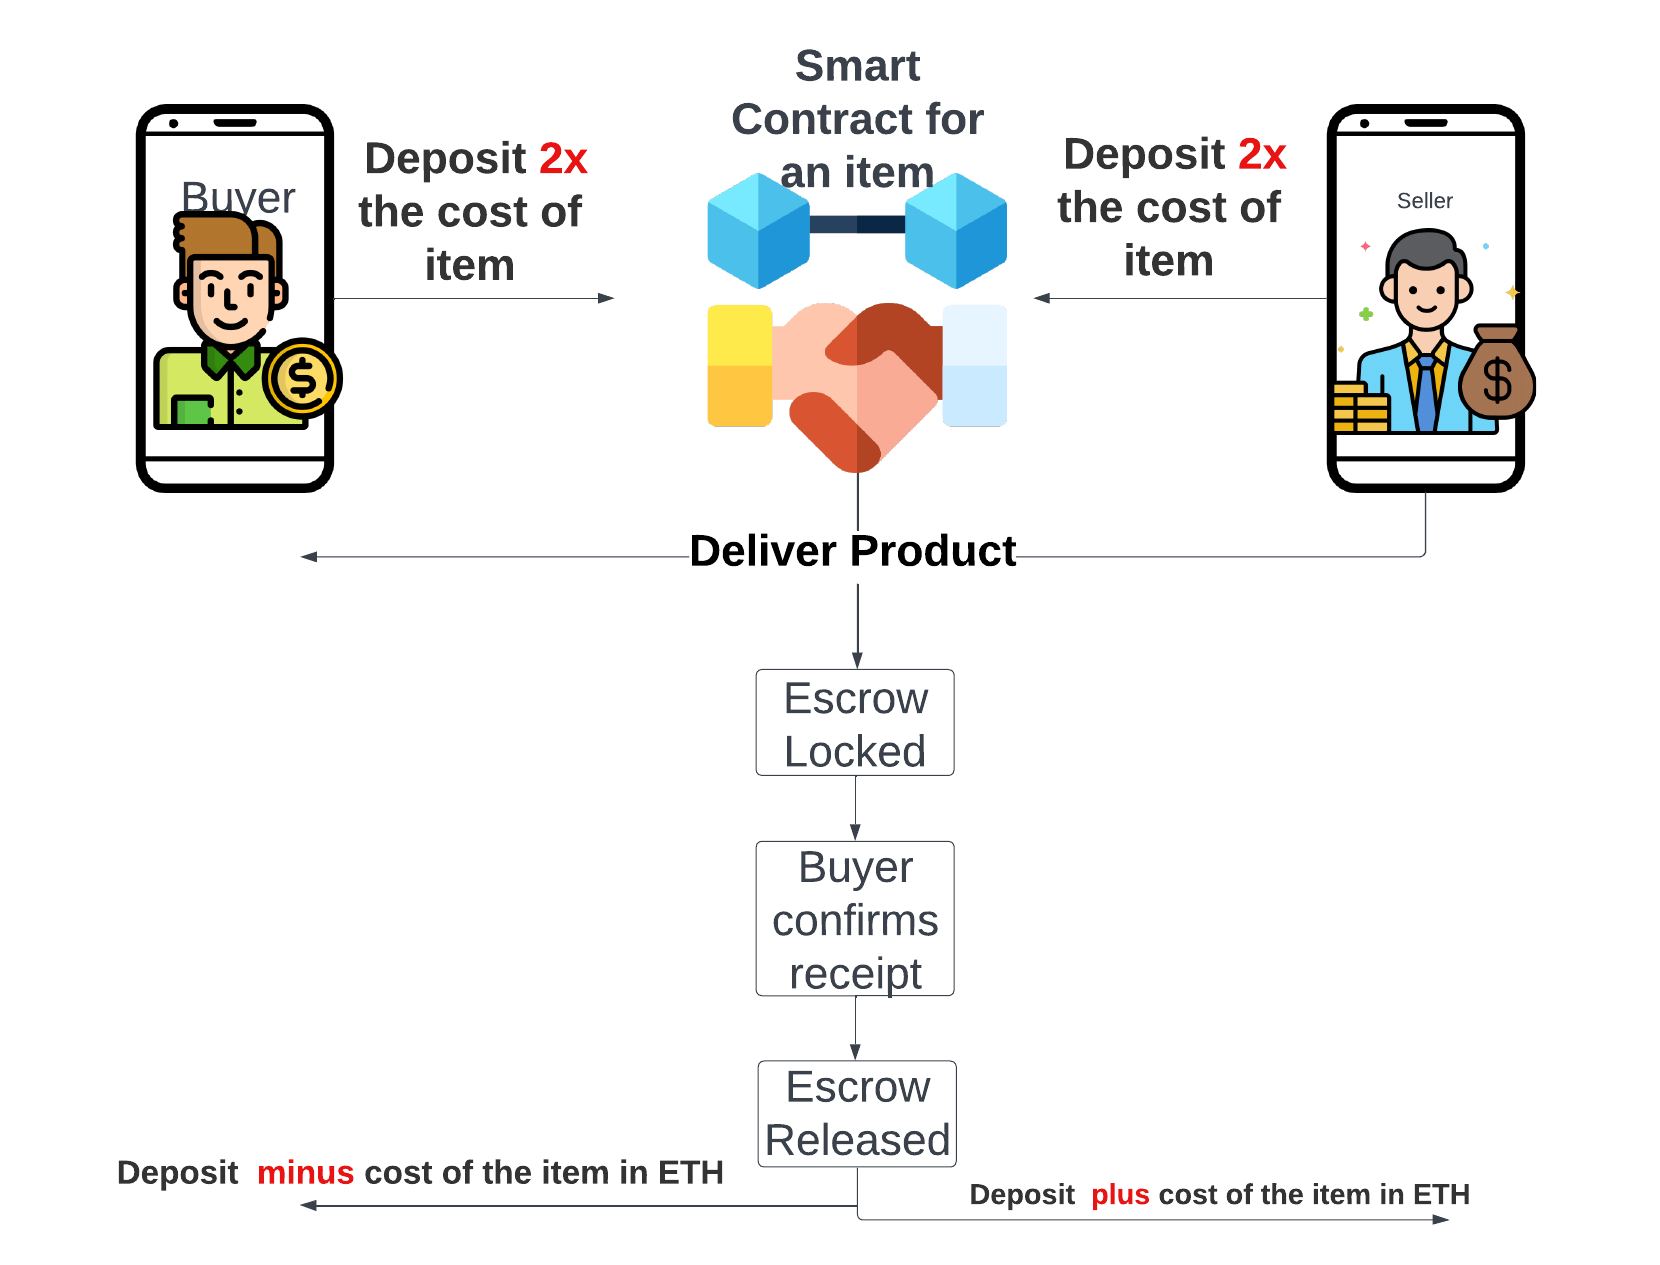 Smart
Contract for
an item
Buyer
Deposit 2x
the cost of
item
Deposit 2x
the cost of
item
Seller
Deliver Product
Escrow
Locked
Buyer
confirms
receipt
Escrow
Released
Deposit minus cost of the item in ETH
Deposit plus cost of the item in ETH